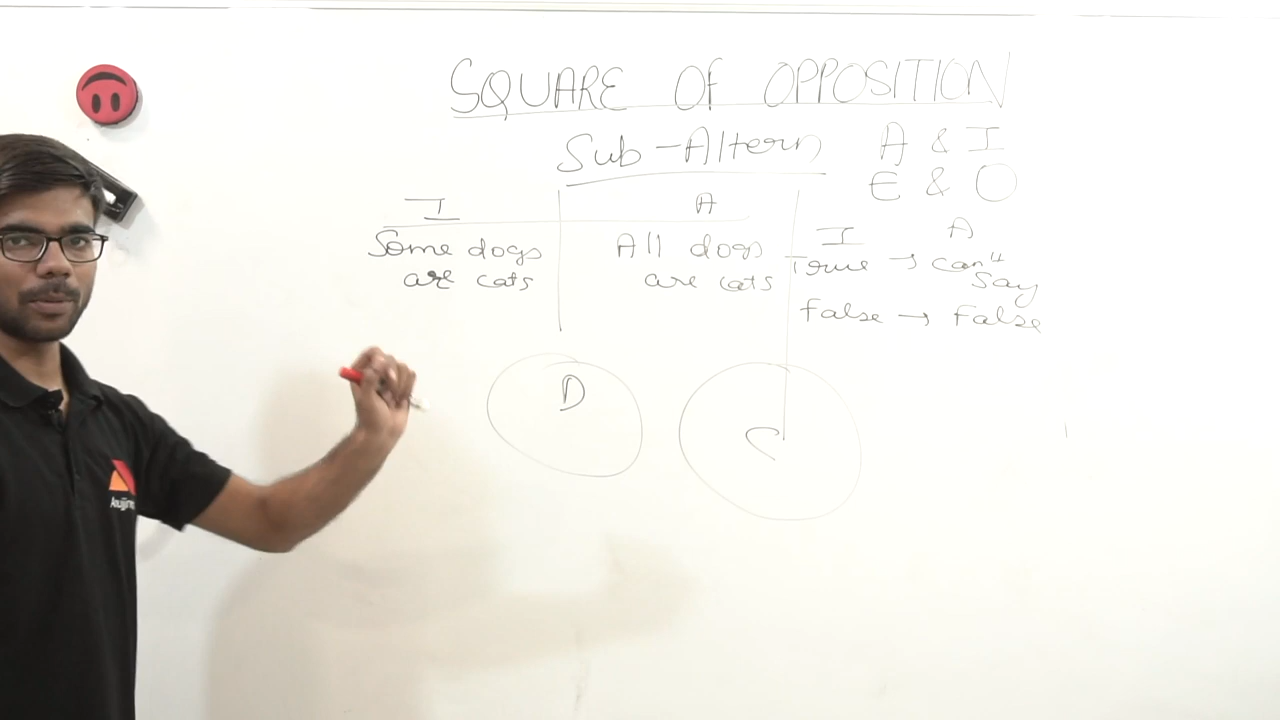 SQUARE OF OPPOSITION
Sub-Altern
A & I
E & O
I
A
Some dogs
are cats
All dogs
are cats
I
A
True → can't
say
false → false
D
C